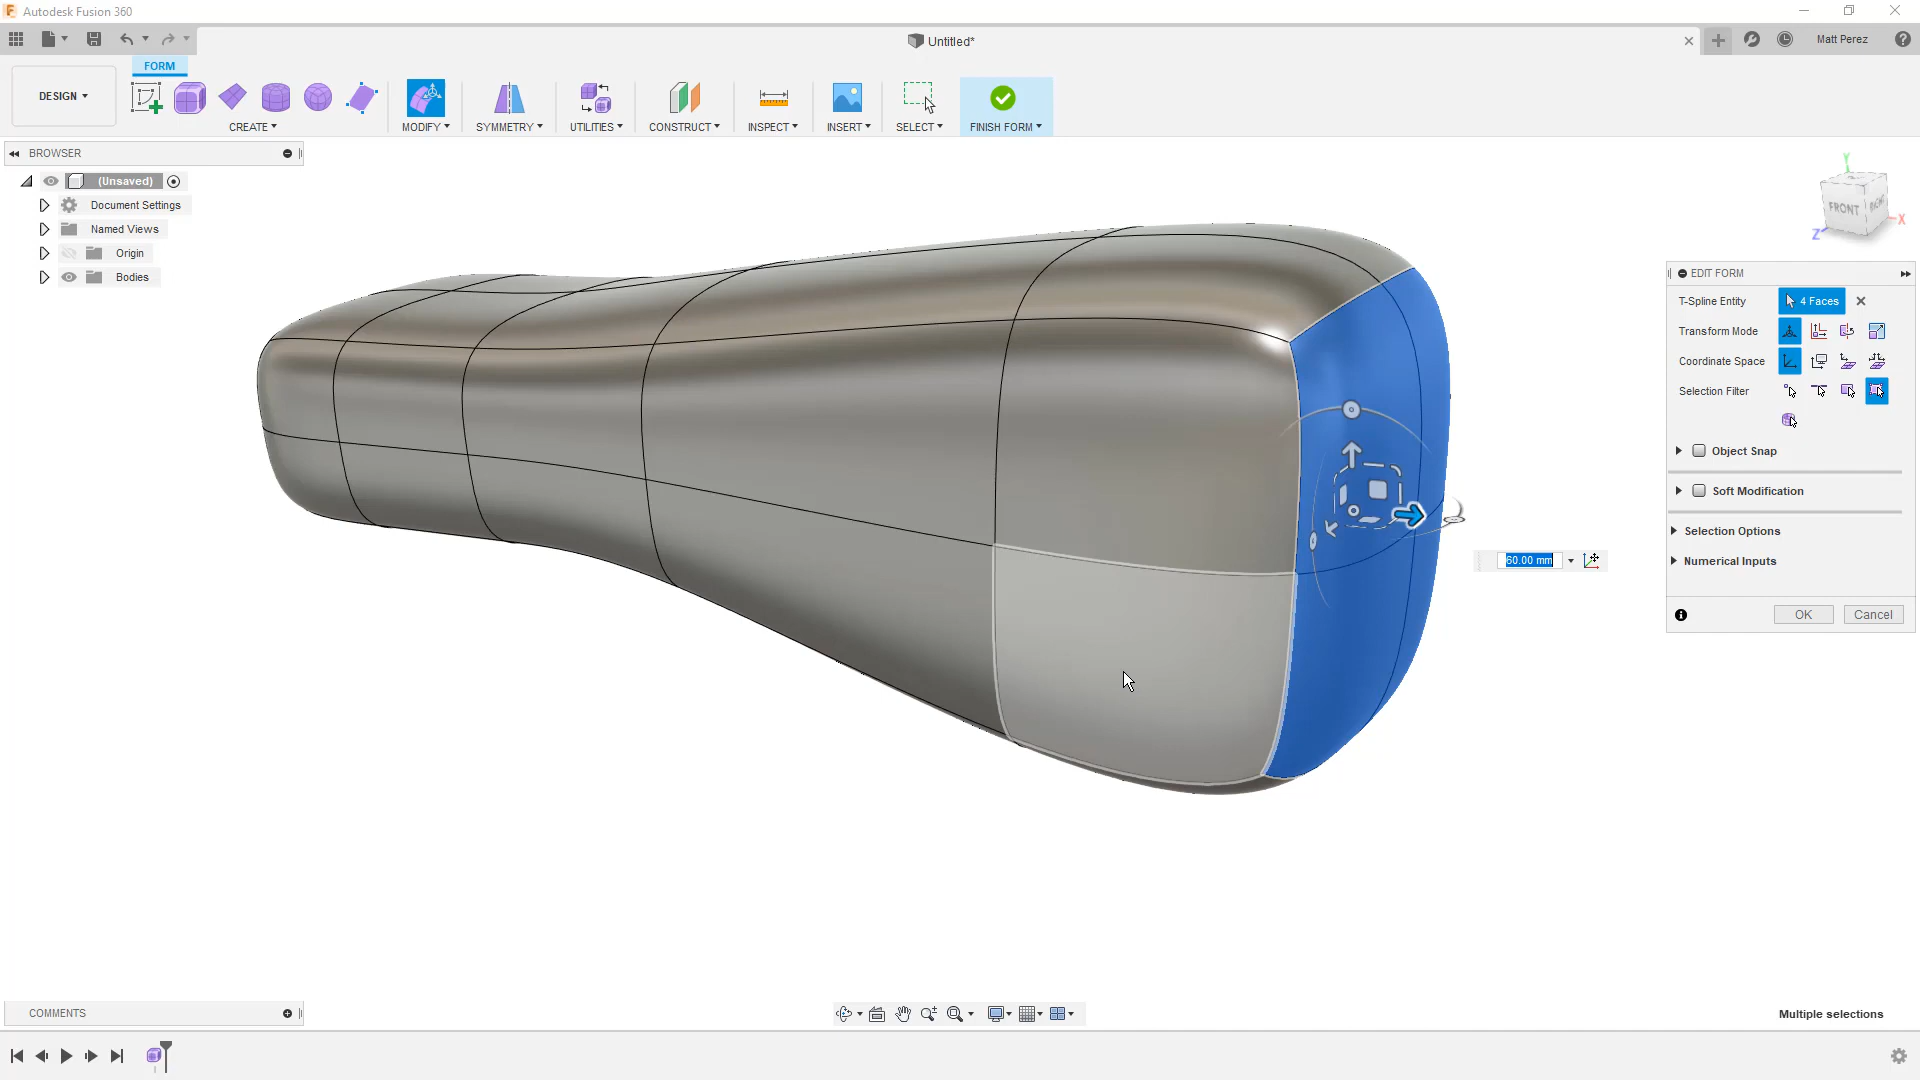 Autodesk Fusion 360
Untitled*
Matt Perez
FORM
DESIGN
CREATE
MODIFY
SYMMETRY
UTILITIES
CONSTRUCT
INSPECT
INSERT
SELECT
FINISH FORM
BROWSER
(Unsaved)
Document Settings
Named Views
Origin
Bodies
Y
FRONT
RIGHT
X
Z
EDIT FORM
T-Spline Entity
4 Faces
Transform Mode
Coordinate Space
Selection Filter
Object Snap
Soft Modification
Selection Options
Numerical Inputs
OK
Cancel
60.00 mm
COMMENTS
Multiple selections